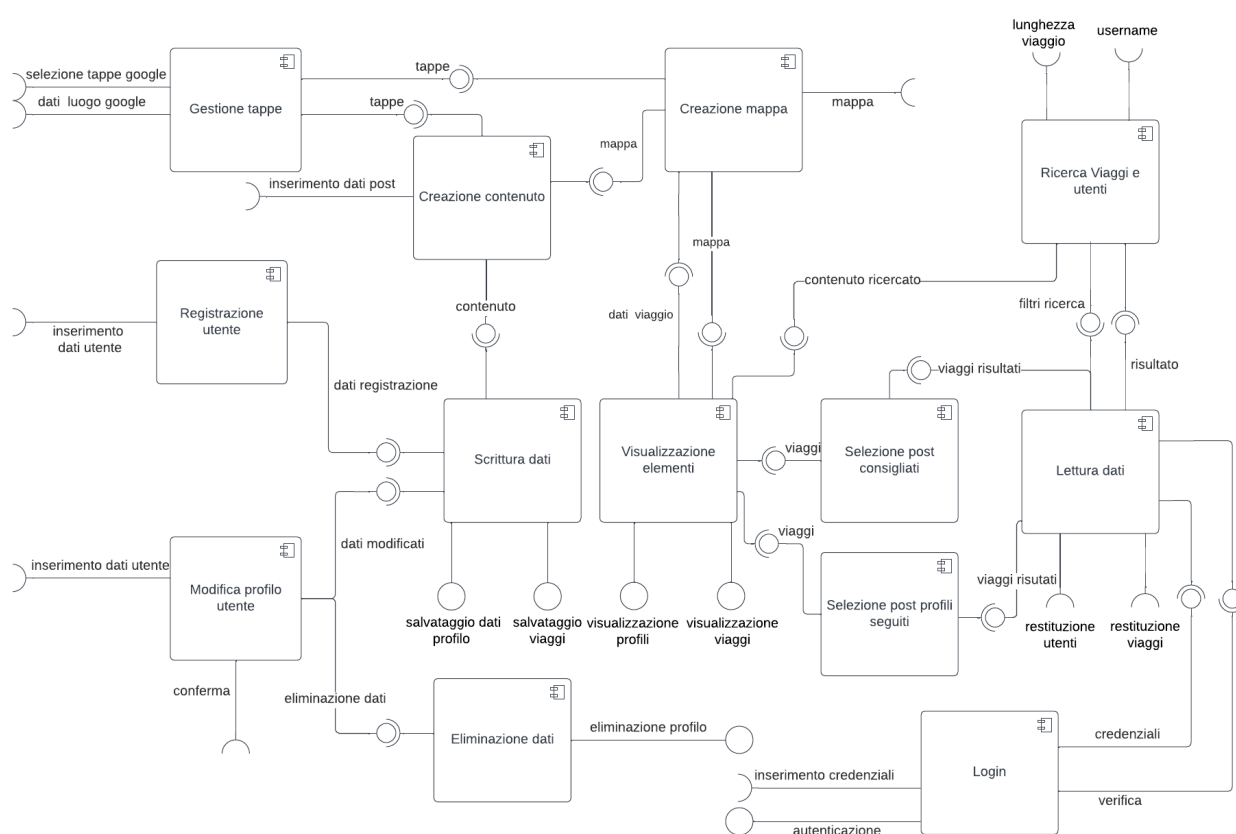 lunghezza
viaggio
username
selezione tappe google
dati luogo google
Gestione tappe
tappe
tappe
Creazione mappa
mappa
mappa
inserimento dati post
Creazione contenuto
Ricerca Viaggi e
utenti
mappa
contenuto ricercato
filtri ricerca
dati viaggio
contenuto
Registrazione
utente
inserimento
dati utente
dati registrazione
viaggi risultati
risultato
Scrittura dati
Visualizzazione
elementi
viaggi
Selezione post
consigliati
Lettura dati
dati modificati
viaggi
inserimento dati utente
Modifica profilo
utente
viaggi risutati
Selezione post profili
seguiti
salvataggio dati
profilo
salvataggio
viaggi
visualizzazione
profili
visualizzazione
viaggi
restituzione
utenti
restituzione
viaggi
conferma
eliminazione dati
Eliminazione dati
eliminazione profilo
credenziali
Login
inserimento credenziali
verifica
autenticazione